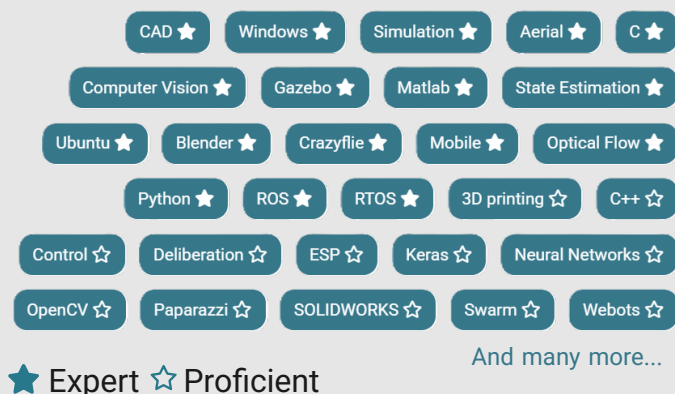 CAD Windows Simulation Aerial C
Computer Vision Gazebo Matlab State Estimation
Ubuntu Blender Crazyflie Mobile Optical Flow
Python ROS RTOS 3D printing C++
Control Deliberation ESP Keras Neural Networks
OpenCV Paparazzi SOLIDWORKS Swarm Webots
And many more...
Expert Proficient